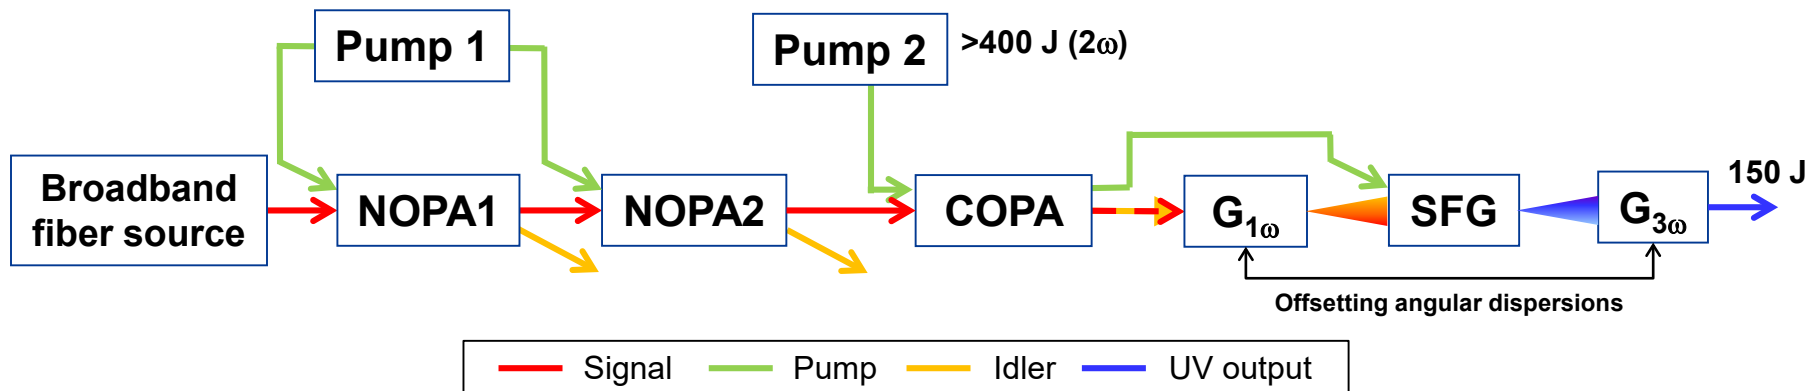 Pump 1
Pump 2
>400 J (2ω)
Broadband
fiber source
NOPA1
NOPA2
COPA
G1ω
SFG
G3ω
150 J
Offsetting angular dispersions
Signal
Pump
Idler
UV output